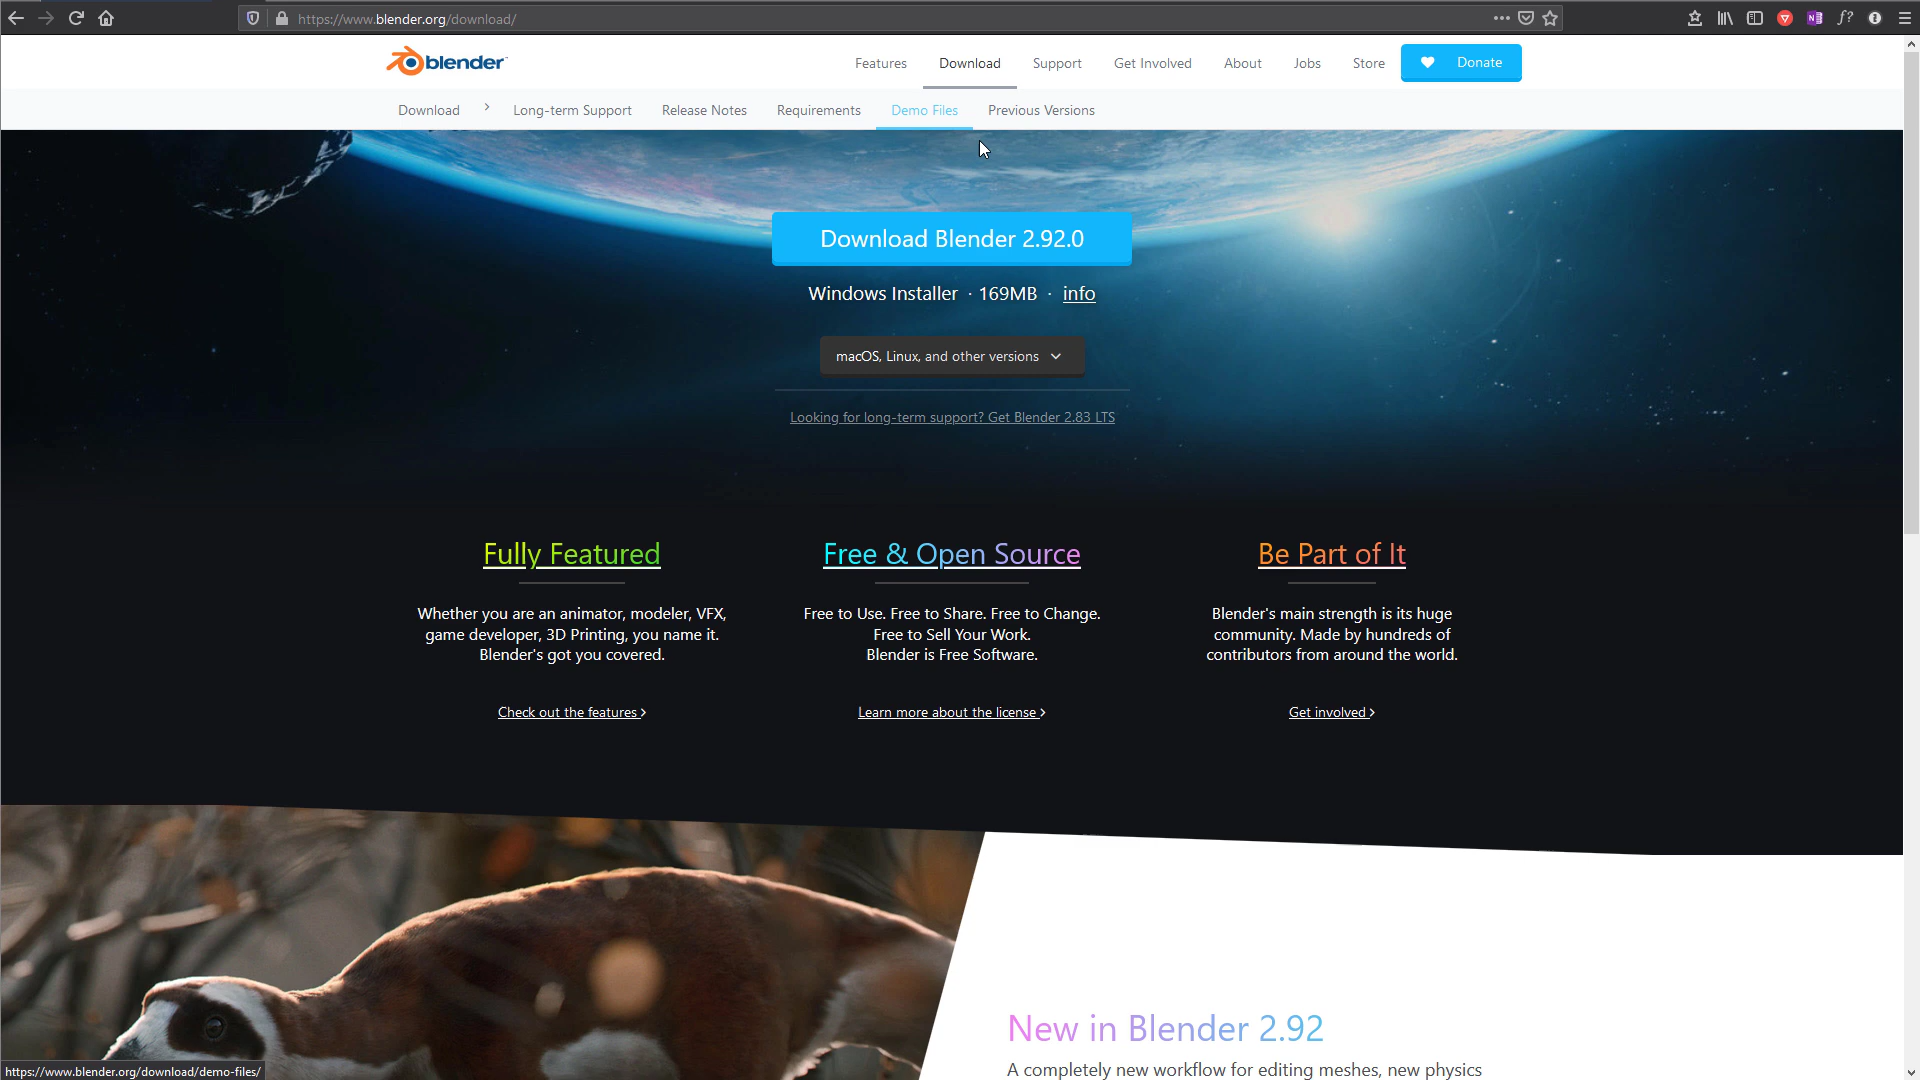 https://www.blender.org/download/
blender
Features
Download
Support
Get Involved
About
Jobs
Store
Donate
Download
Long-term Support
Release Notes
Requirements
Demo Files
Previous Versions
Download Blender 2.92.0
Windows Installer · 169MB · info
macOS, Linux, and other versions
Looking for long-term support? Get Blender 2.83 LTS
Fully Featured
Whether you are an animator, modeler, VFX,
game developer, 3D Printing, you name it.
Blender's got you covered.
Check out the features
Free & Open Source
Free to Use. Free to Share. Free to Change.
Free to Sell Your Work.
Blender is Free Software.
Learn more about the license
Be Part of It
Blender's main strength is its huge
community. Made by hundreds of
contributors from around the world.
Get involved
New in Blender 2.92
A completely new workflow for editing meshes, new physics
https://www.blender.org/download/demo-files/